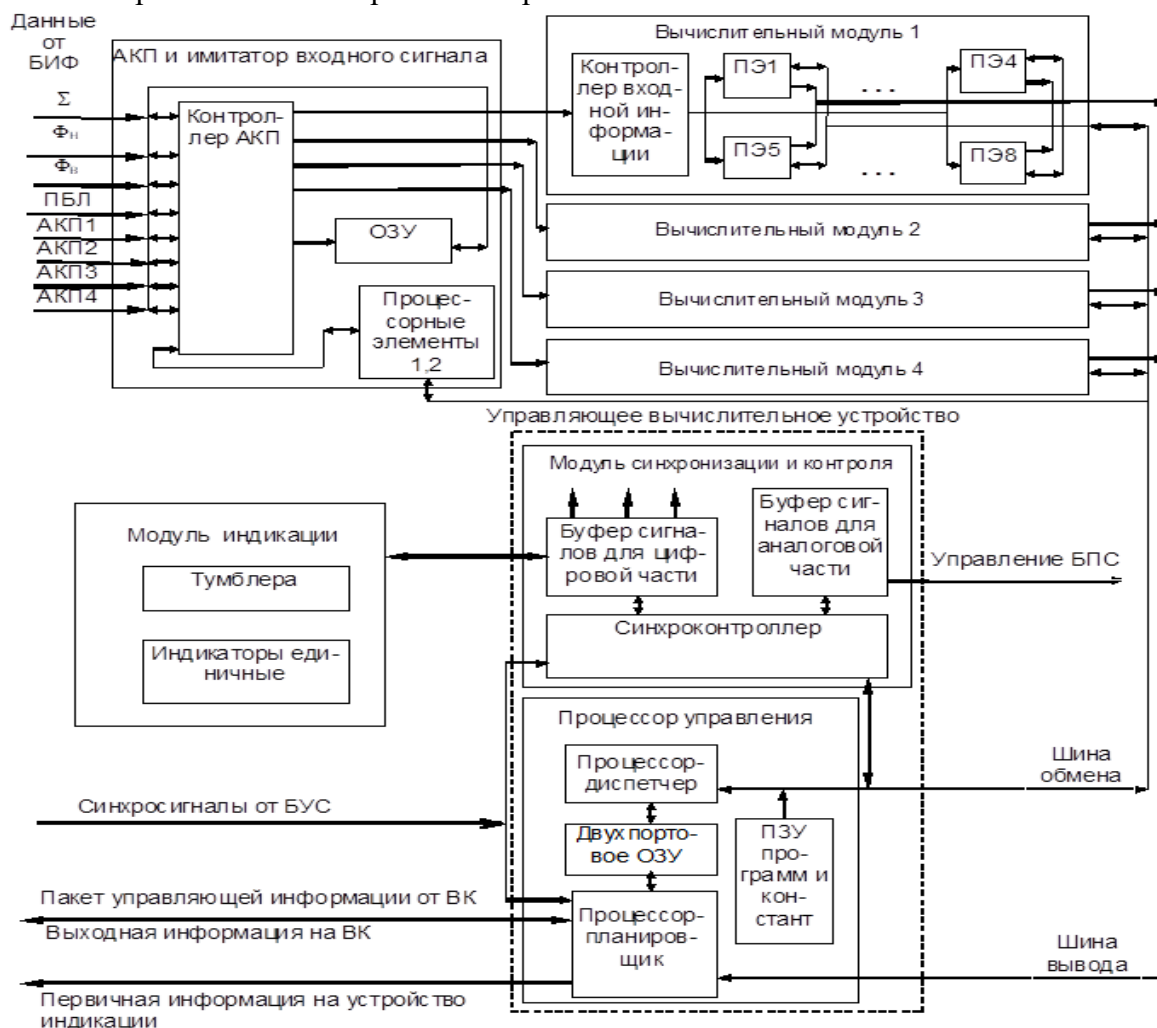 Данные
от
БИФ
Σ
Фн
Фв
ПБЛ
АКП1
АКП2
АКП3
АКП4
АКП и имитатор входного сигнала
Контрол-
лер АКП
ОЗУ
Процес-
сорные
элементы
1,2
Вычислительный модуль 1
Контрол-
лер вход-
ной ин-
форма-
ции
ПЭ1
ПЭ5
. . .
. . .
ПЭ4
ПЭ8
Вычислительный модуль 2
Вычислительный модуль 3
Вычислительный модуль 4
Управляющее вычислительное устройство
Модуль синхронизации и контроля
Буфер сигна-
лов для циф-
ровой части
Буфер сиг-
налов для
аналоговой
части
Синхроконтроллер
Управление БПС
Модуль индикации
Тумблера
Индикаторы еди-
ничные
Процессор управления
Процессор-
диспетчер
Двухпорто-
вое ОЗУ
Процессор-
планиров-
щик
ПЗУ
про-
грамм и
кон-
стант
Шина
обмена
Шина
вывода
Синхросигналы от БУС
Пакет управляющей информации от ВК
Выходная информация на ВК
Первичная информация на устройство
индикации